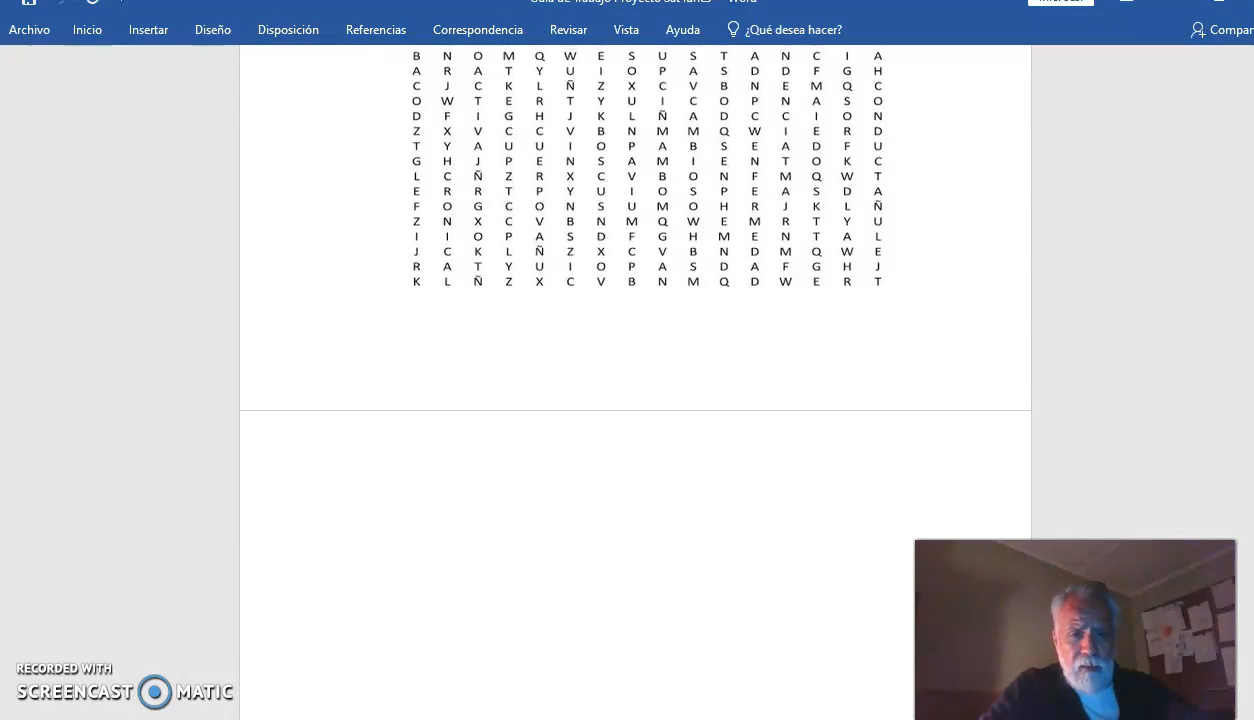 Archivo Inicio Insertar Diseño Disposición Referencias Correspondencia Revisar Vista Ayuda ¿Qué desea hacer? Compar
B N O M Q W E S U S T A N C I A
A R A T Y U I O P A S D D F G H
C J C K L Ñ Z X C V B N E M Q C
O W T E R T Y U I C O P N A S O
D F I G H J K L Ñ A D C C I O N
Z X V C C V B N M M Q W I E R D
T Y A U U I O P A B S E A D F U
G H J P E N S A M I E N T O K C
L C Ñ Z R X C V B O N F M Q W T
E R R T P Y U I O S P E A S D A
F O G C O N S U M O H R J K L Ñ
Z N X C V B N M Q W E M R T Y U
I I O P A S D F G H M E N T A L
J C K L Ñ Z X C V B N D M Q W E
R A T Y U I O P A S D A F G H J
K L Ñ Z X C V B N M Q D W E R T
RECORDED WITH
SCREENCAST MATIC